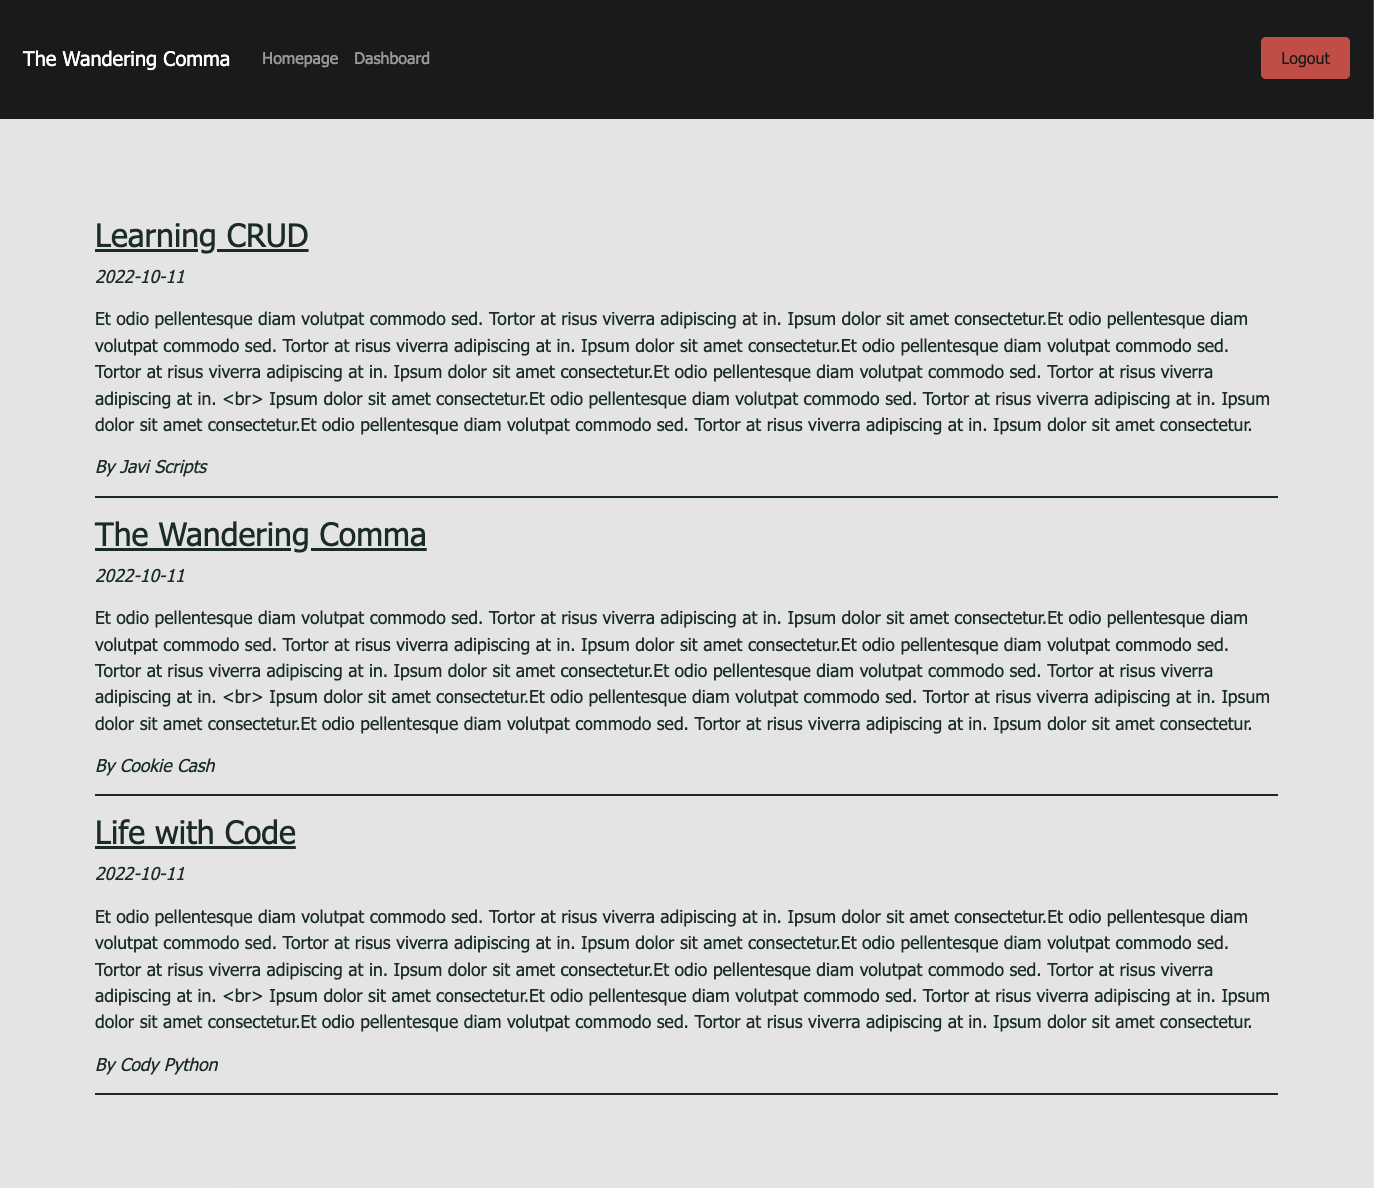 The Wandering Comma Homepage Dashboard Logout
Learning CRUD
2022-10-11
Et odio pellentesque diam volutpat commodo sed. Tortor at risus viverra adipiscing at in. Ipsum dolor sit amet consectetur.Et odio pellentesque diam
volutpat commodo sed. Tortor at risus viverra adipiscing at in. Ipsum dolor sit amet consectetur.Et odio pellentesque diam volutpat commodo sed.
Tortor at risus viverra adipiscing at in. Ipsum dolor sit amet consectetur.Et odio pellentesque diam volutpat commodo sed. Tortor at risus viverra
adipiscing at in. <br> Ipsum dolor sit amet consectetur.Et odio pellentesque diam volutpat commodo sed. Tortor at risus viverra adipiscing at in. Ipsum
dolor sit amet consectetur.Et odio pellentesque diam volutpat commodo sed. Tortor at risus viverra adipiscing at in. Ipsum dolor sit amet consectetur.
By Javi Scripts
The Wandering Comma
2022-10-11
Et odio pellentesque diam volutpat commodo sed. Tortor at risus viverra adipiscing at in. Ipsum dolor sit amet consectetur.Et odio pellentesque diam
volutpat commodo sed. Tortor at risus viverra adipiscing at in. Ipsum dolor sit amet consectetur.Et odio pellentesque diam volutpat commodo sed.
Tortor at risus viverra adipiscing at in. Ipsum dolor sit amet consectetur.Et odio pellentesque diam volutpat commodo sed. Tortor at risus viverra
adipiscing at in. <br> Ipsum dolor sit amet consectetur.Et odio pellentesque diam volutpat commodo sed. Tortor at risus viverra adipiscing at in. Ipsum
dolor sit amet consectetur.Et odio pellentesque diam volutpat commodo sed. Tortor at risus viverra adipiscing at in. Ipsum dolor sit amet consectetur.
By Cookie Cash
Life with Code
2022-10-11
Et odio pellentesque diam volutpat commodo sed. Tortor at risus viverra adipiscing at in. Ipsum dolor sit amet consectetur.Et odio pellentesque diam
volutpat commodo sed. Tortor at risus viverra adipiscing at in. Ipsum dolor sit amet consectetur.Et odio pellentesque diam volutpat commodo sed.
Tortor at risus viverra adipiscing at in. Ipsum dolor sit amet consectetur.Et odio pellentesque diam volutpat commodo sed. Tortor at risus viverra
adipiscing at in. <br> Ipsum dolor sit amet consectetur.Et odio pellentesque diam volutpat commodo sed. Tortor at risus viverra adipiscing at in. Ipsum
dolor sit amet consectetur.Et odio pellentesque diam volutpat commodo sed. Tortor at risus viverra adipiscing at in. Ipsum dolor sit amet consectetur.
By Cody Python